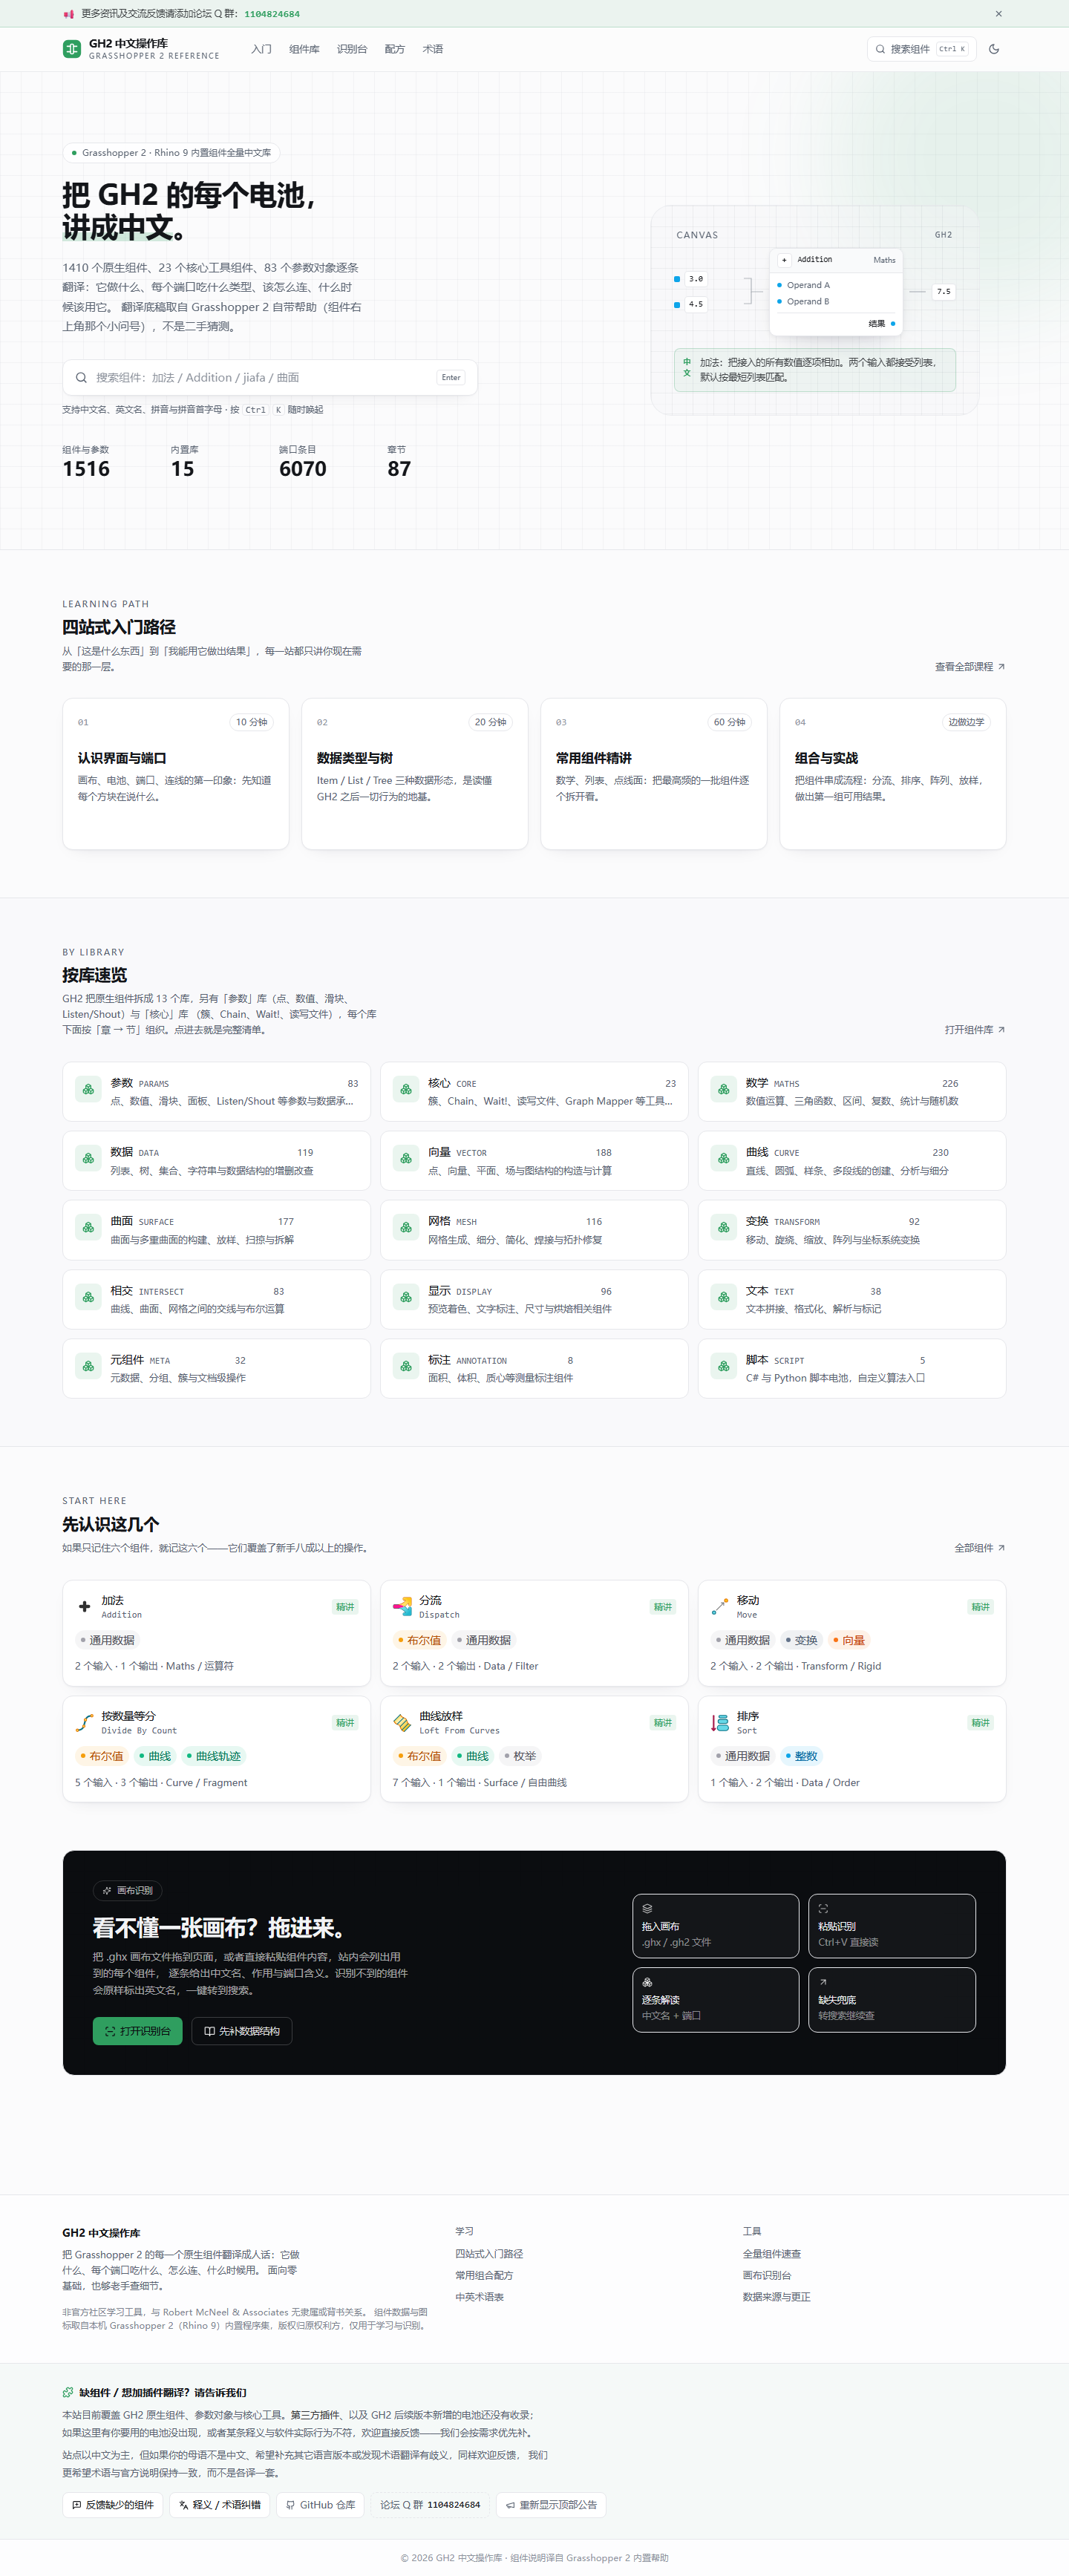 更多资讯及交流反馈请添加论坛 Q 群：1104824684
GH2 中文操作库
GRASSHOPPER 2 REFERENCE
入门 组件库 识别台 配方 术语
搜索组件 Ctrl K
Grasshopper 2 · Rhino 9 内置组件全量中文库
把 GH2 的每个电池，
讲成中文。
1410 个原生组件、23 个核心工具组件、83 个参数对象逐条
翻译：它做什么、每个端口吃什么类型、该怎么连、什么时
候该用它。 翻译底稿取自 Grasshopper 2 自带帮助（组件右
上角那个小问号），不是二手猜测。
搜索组件：加法 / Addition / jiafa / 曲面 Enter
支持中文名、英文名、拼音与拼音首字母 · 按 Ctrl K 随时唤起
组件与参数 内置库 端口条目 章节
1516 15 6070 87
CANVAS GH2
3.0
4.5
+ Addition Maths
Operand A
Operand B
结果
7.5
中文
加法：把接入的所有数值逐项相加。两个输入都接受列表，
默认按最短列表匹配。
LEARNING PATH
四站式入门路径
从「这是什么东西」到「我能用它做出结果」，每一站都只讲你现在需
要的那一层。
查看全部课程
01 10 分钟
认识界面与端口
画布、电池、端口、连线的第一印象：先知道
每个方块在说什么。
02 20 分钟
数据类型与树
Item / List / Tree 三种数据形态，是读懂
GH2 之后一切行为的地基。
03 60 分钟
常用组件精讲
数学、列表、点线面：把最高频的一批组件逐
个拆开看。
04 边做边学
组合与实战
把组件串成流程：分流、排序、阵列、放样，
做出第一组可用结果。
BY LIBRARY
按库速览
GH2 把原生组件拆成 13 个库，另有「参数」库（点、数值、滑块、
Listen/Shout）与「核心」库 （簇、Chain、Wait!、读写文件），每个库
下面按「章 → 节」组织。点进去就是完整清单。
打开组件库
参数 PARAMS 83
点、数值、滑块、面板、Listen/Shout 等参数与数据承...
核心 CORE 23
簇、Chain、Wait!、读写文件、Graph Mapper 等工具...
数学 MATHS 226
数值运算、三角函数、区间、复数、统计与随机数
数据 DATA 119
列表、树、集合、字符串与数据结构的增删改查
向量 VECTOR 188
点、向量、平面、场与图结构的构造与计算
曲线 CURVE 230
直线、圆弧、样条、多段线的创建、分析与细分
曲面 SURFACE 177
曲面与多重曲面的构建、放样、扫掠与拆解
网格 MESH 116
网格生成、细分、简化、焊接与拓扑修复
变换 TRANSFORM 92
移动、旋绕、缩放、阵列与坐标系统变换
相交 INTERSECT 83
曲线、曲面、网格之间的交线与布尔运算
显示 DISPLAY 96
预览着色、文字标注、尺寸与烘焙相关组件
文本 TEXT 38
文本拼接、格式化、解析与标记
元组件 META 32
元数据、分组、簇与文档级操作
标注 ANNOTATION 8
面积、体积、质心等测量标注组件
脚本 SCRIPT 5
C# 与 Python 脚本电池，自定义算法入口
START HERE
先认识这几个
如果只记住六个组件，就记这六个——它们覆盖了新手八成以上的操作。
全部组件
加法 精讲
Addition
通用数据
2 个输入 · 1 个输出 · Maths / 运算符
分流 精讲
Dispatch
布尔值 通用数据
2 个输入 · 2 个输出 · Data / Filter
移动 精讲
Move
通用数据 变换 向量
2 个输入 · 2 个输出 · Transform / Rigid
按数量等分 精讲
Divide By Count
布尔值 曲线 曲线轨迹
5 个输入 · 3 个输出 · Curve / Fragment
曲线放样 精讲
Loft From Curves
布尔值 曲线 枚举
7 个输入 · 1 个输出 · Surface / 自由曲线
排序 精讲
Sort
通用数据 整数
1 个输入 · 2 个输出 · Data / Order
画布识别
看不懂一张画布？拖进来。
把 .ghx 画布文件拖到页面，或者直接粘贴组件内容，站内会列出用
到的每个组件， 逐条给出中文名、作用与端口含义。识别不到的组件
会原样标出英文名，一键转到搜索。
打开识别台 先补数据结构
拖入画布
.ghx / .gh2 文件
粘贴识别
Ctrl+V 直接读
逐条解读
中文名 + 端口
缺失兜底
转搜索继续查
GH2 中文操作库
把 Grasshopper 2 的每一个原生组件翻译成人话：它做
什么、每个端口吃什么、怎么连、什么时候用。 面向零
基础，也够老手查细节。
非官方社区学习工具，与 Robert McNeel & Associates 无隶属或背书关系。 组件数据与图
标取自本机 Grasshopper 2（Rhino 9）内置程序集，版权归原权利方，仅用于学习与识别。
学习
四站式入门路径
常用组合配方
中英术语表
工具
全量组件速查
画布识别台
数据来源与更正
缺组件 / 想加插件翻译？请告诉我们
本站目前覆盖 GH2 原生组件、参数对象与核心工具。第三方插件、以及 GH2 后续版本新增的电池还没有收录；
如果这里有你要用的电池没出现，或者某条释义与软件实际行为不符，欢迎直接反馈——我们会按需求优先补。
站点以中文为主，但如果你的母语不是中文、希望补充其它语言版本或发现术语翻译有歧义，同样欢迎反馈， 我们
更希望术语与官方说明保持一致，而不是各译一套。
反馈缺少的组件 释义 / 术语纠错 GitHub 仓库 论坛 Q 群 1104824684 重新显示顶部公告
© 2026 GH2 中文操作库 · 组件说明译自 Grasshopper 2 内置帮助